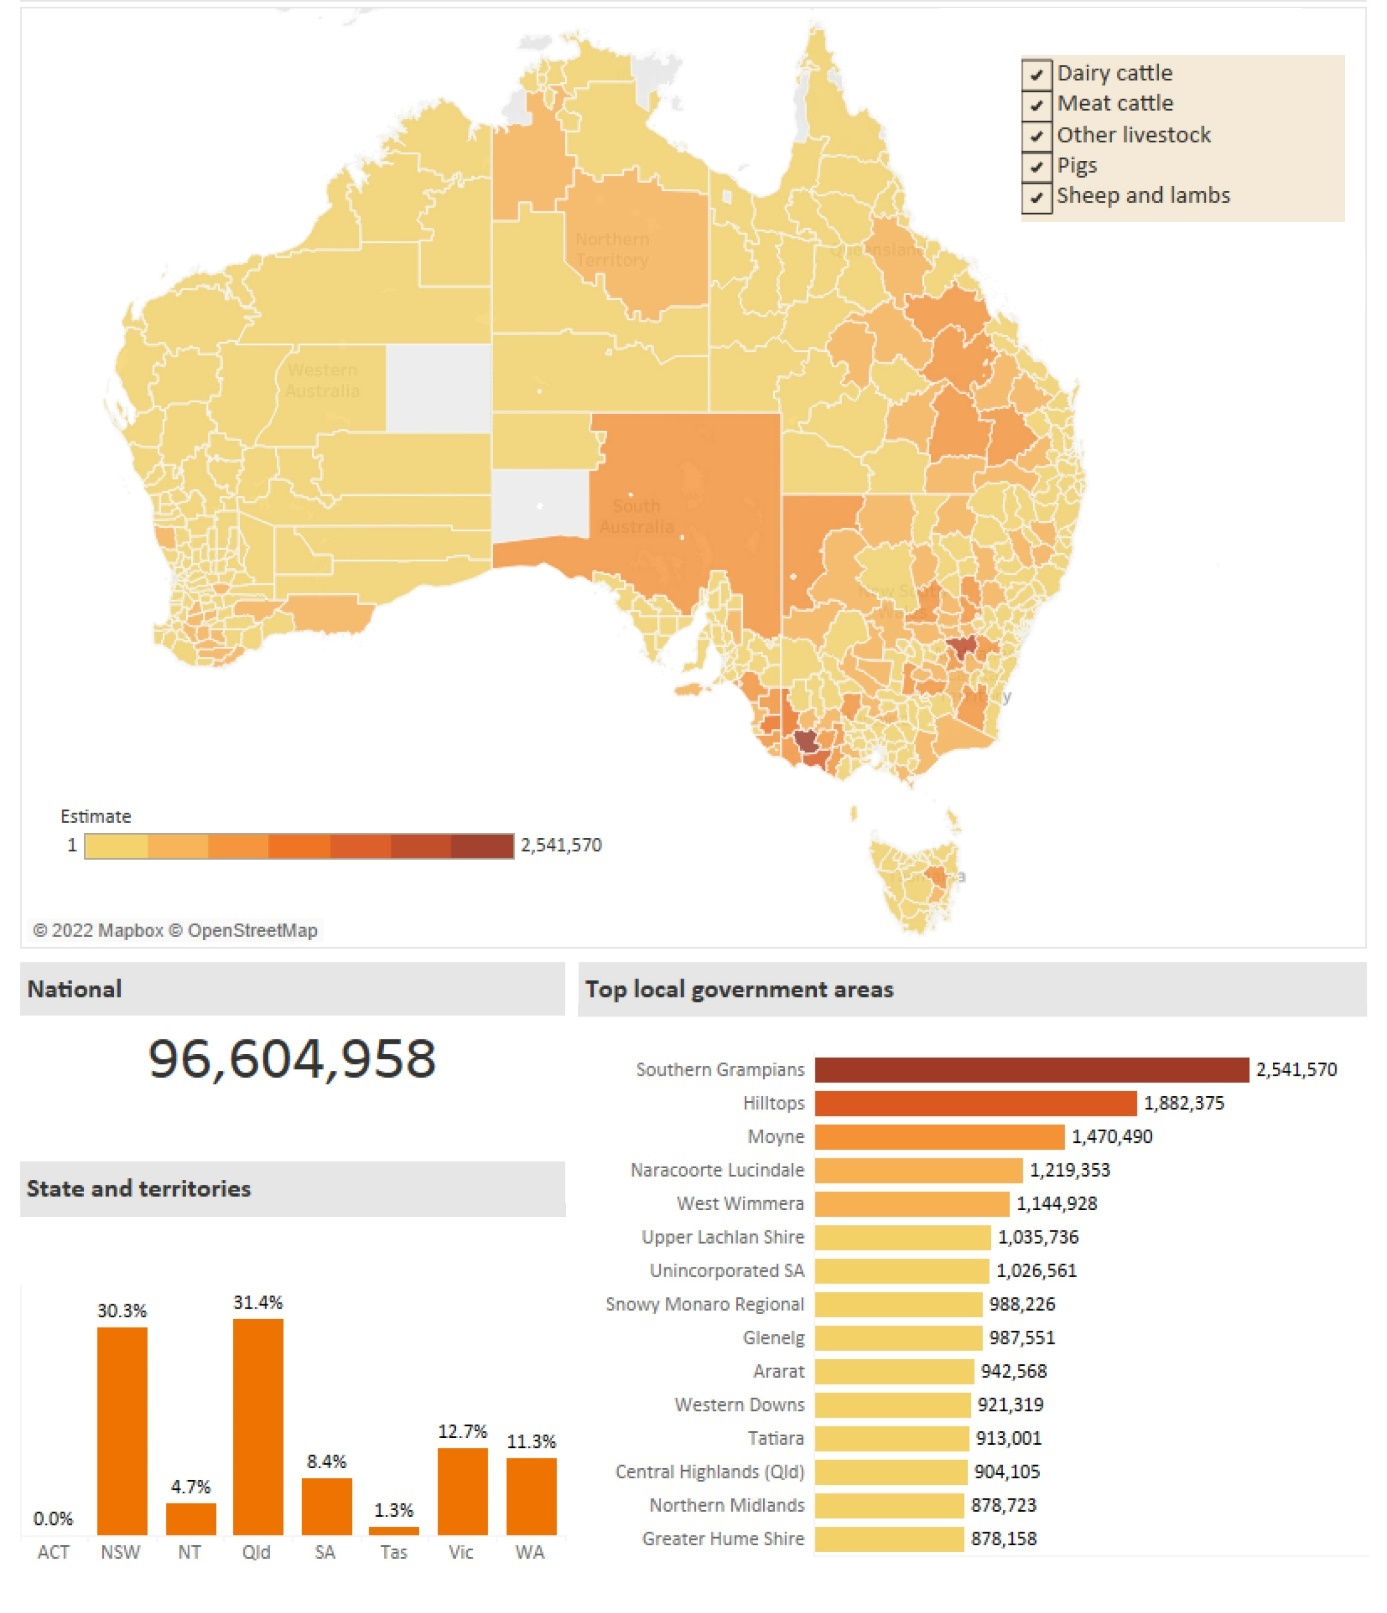 Dairy cattle
Meat cattle
Other livestock
Pigs
Sheep and lambs
Northern
Territory
Queensland
Western
Australia
South
Australia
New South
Wales
Estimate
1
2,541,570
© 2022 Mapbox © OpenStreetMap
National
96,604,958
State and territories
30.3%
31.4%
12.7%
11.3%
8.4%
4.7%
1.3%
0.0%
ACT NSW NT Qld SA Tas Vic WA
Top local government areas
Southern Grampians 2,541,570
Hilltops 1,882,375
Moyne 1,470,490
Naracoorte Lucindale 1,219,353
West Wimmera 1,144,928
Upper Lachlan Shire 1,035,736
Unincorporated SA 1,026,561
Snowy Monaro Regional 988,226
Glenelg 987,551
Ararat 942,568
Western Downs 921,319
Tatiara 913,001
Central Highlands (Qld) 904,105
Northern Midlands 878,723
Greater Hume Shire 878,158